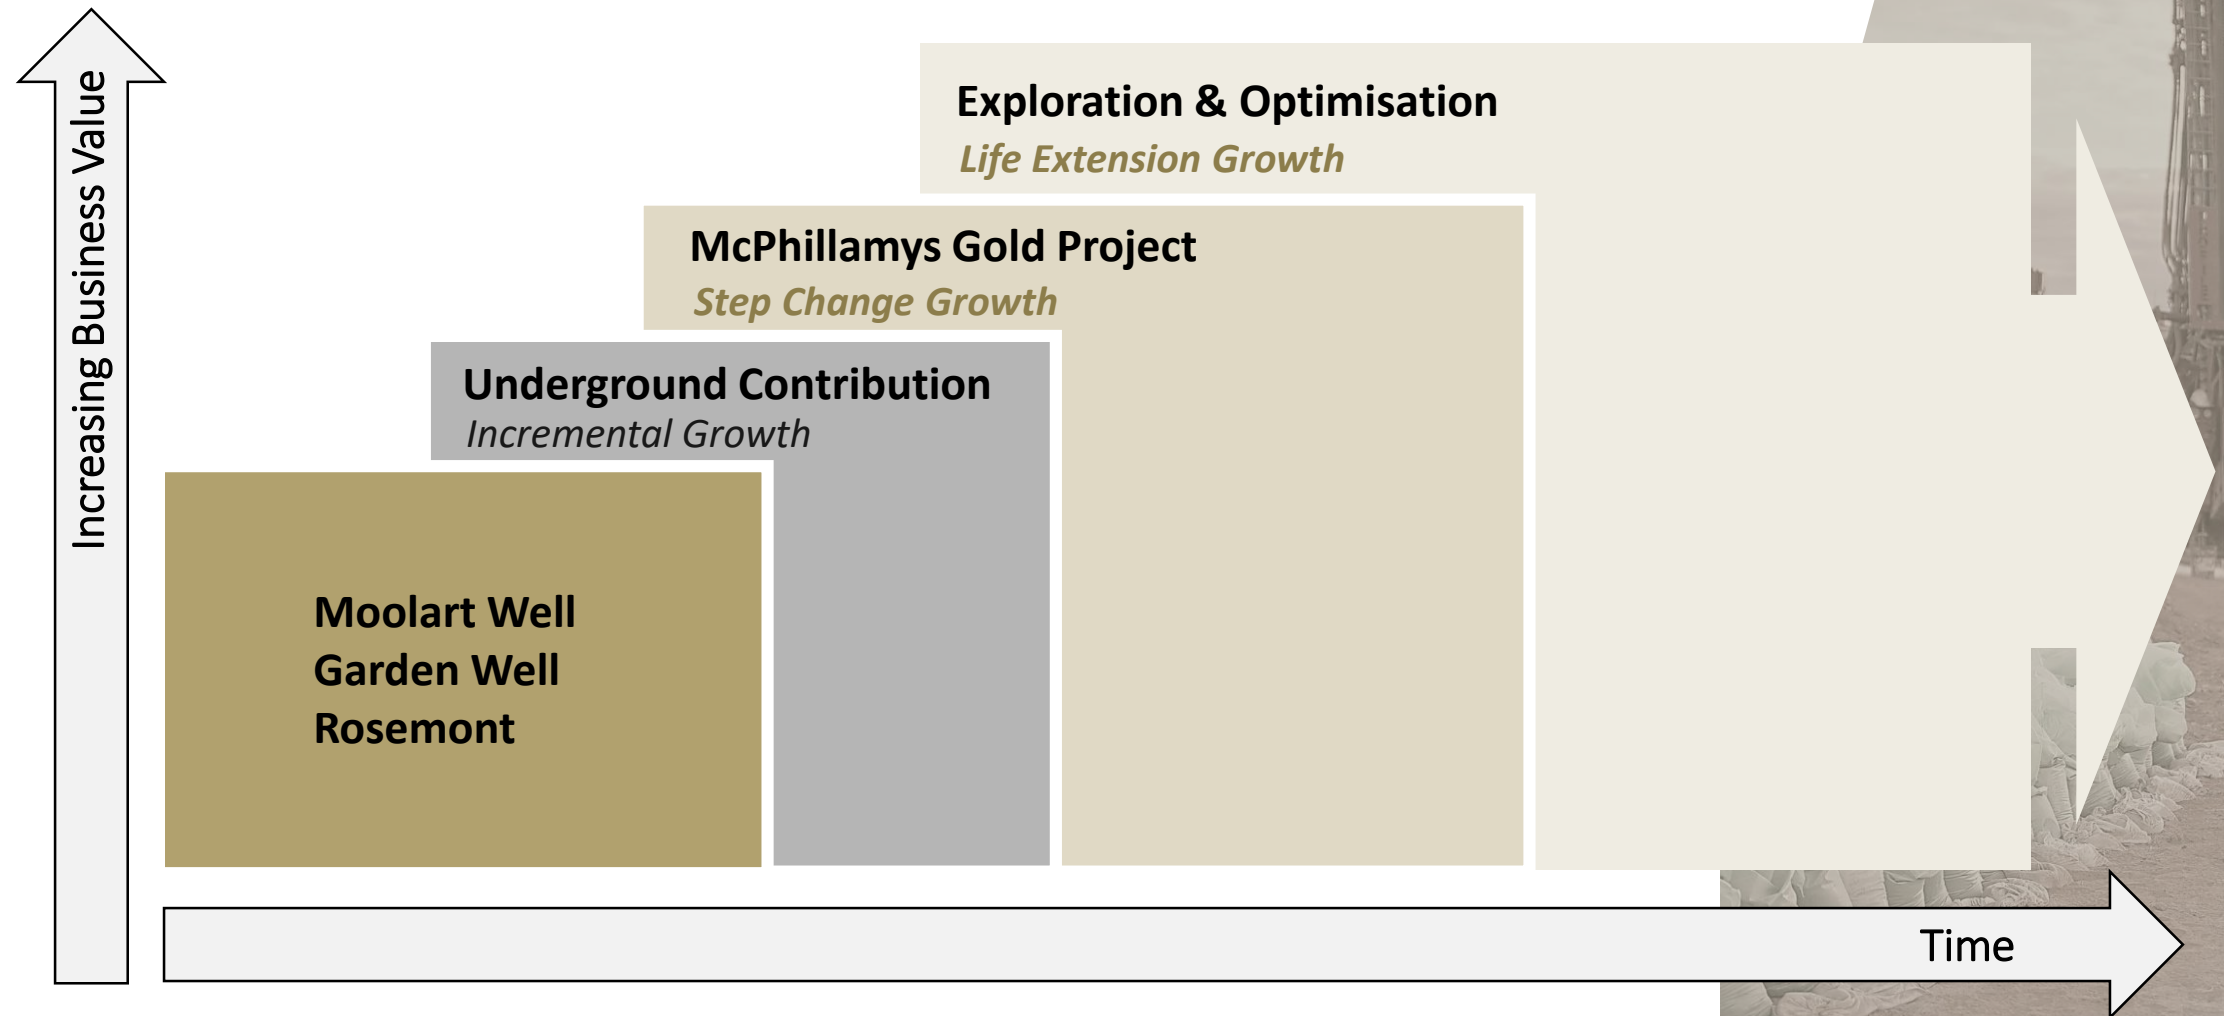 Increasing Business Value
Exploration & Optimisation
Life Extension Growth
McPhillamys Gold Project
Step Change Growth
Underground Contribution
Incremental Growth
Moolart Well
Garden Well
Rosemont
Time